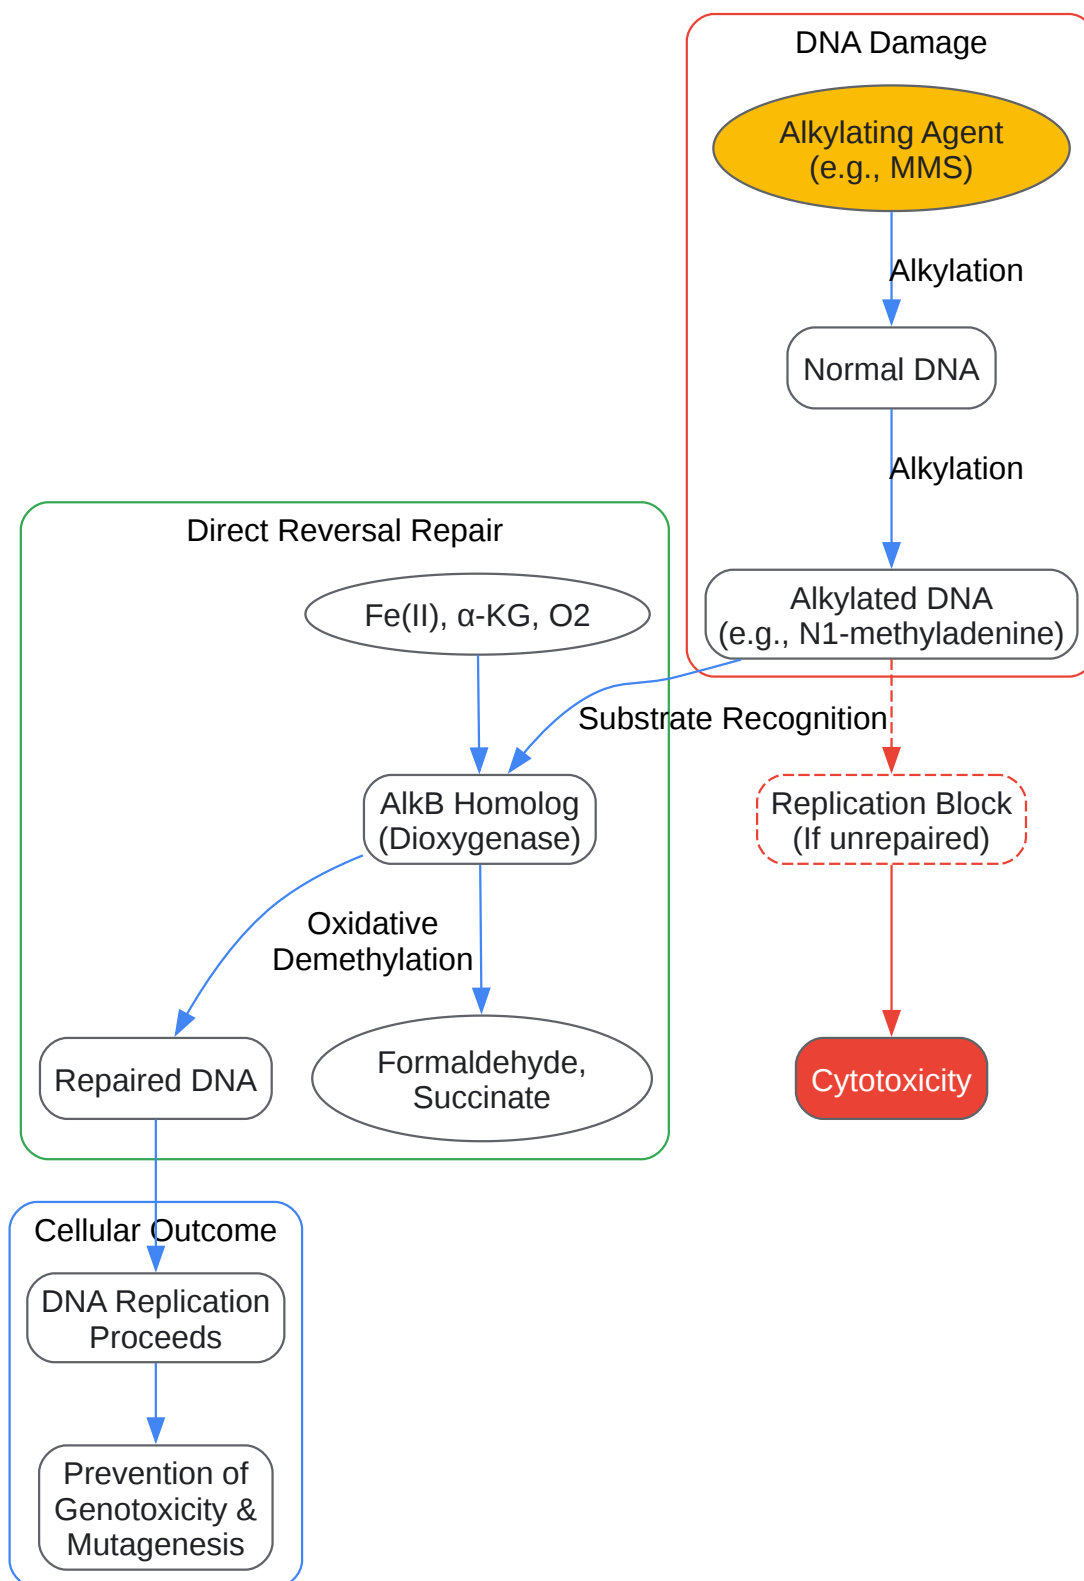 DNA Damage
Alkylating Agent
(e.g., MMS)
Alkylation
Normal DNA
Alkylation
Alkylated DNA
(e.g., N1-methyladenine)
Direct Reversal Repair
Fe(II), α-KG, O2
Substrate Recognition
AlkB Homolog
(Dioxygenase)
Replication Block
(If unrepaired)
Oxidative
Demethylation
Repaired DNA
Formaldehyde,
Succinate
Cytotoxicity
Cellular Outcome
DNA Replication
Proceeds
Prevention of
Genotoxicity &
Mutagenesis